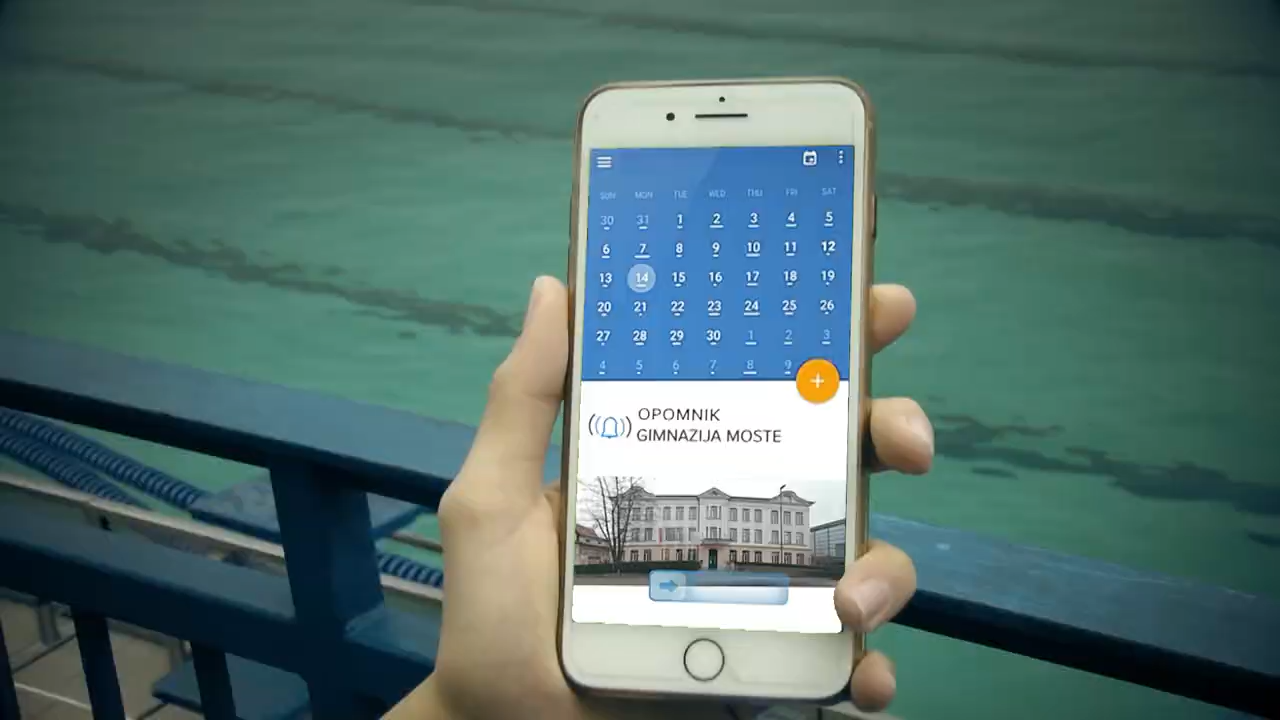 SUN MON TUE WED THU FRI SAT
30 31 1 2 3 4 5
6 7 8 9 10 11 12
13 14 15 16 17 18 19
20 21 22 23 24 25 26
27 28 29 30 1 2 3
4 5 6 7 8 9
OPOMNIK
GIMNAZIJA MOSTE